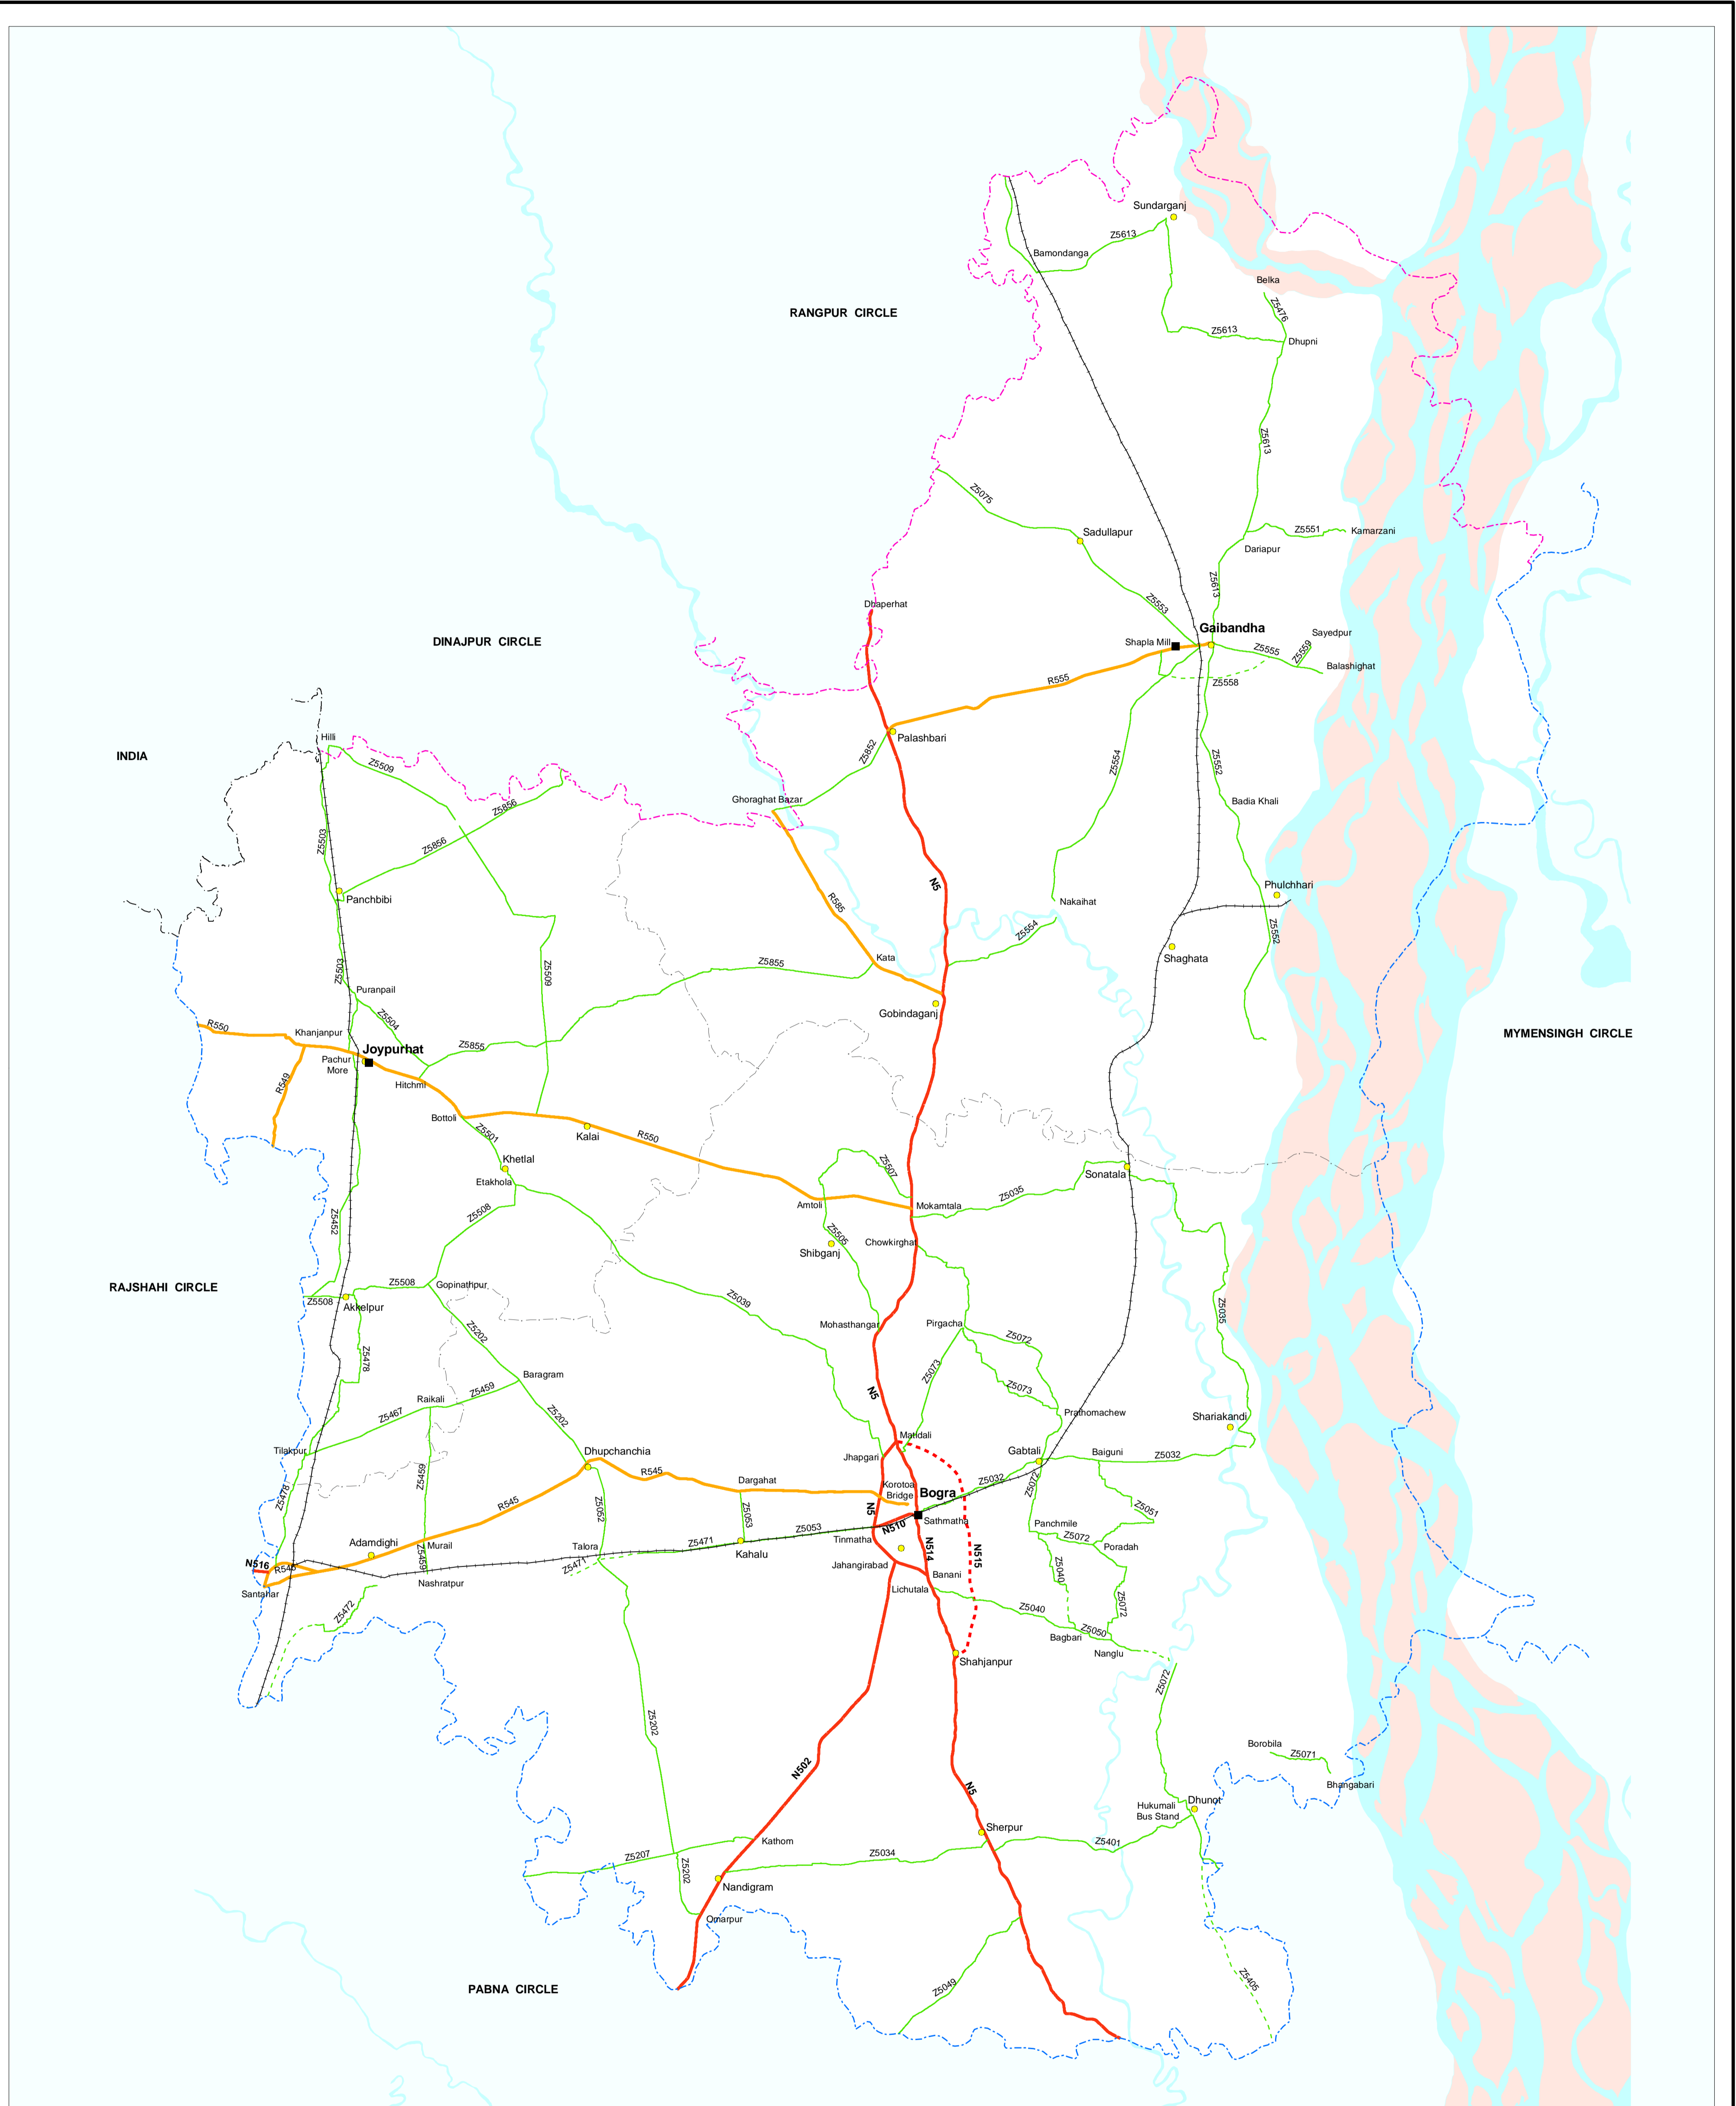 Sundarganj
Z5613
Bamondanga
Belka
Z5476
RANGPUR CIRCLE
Z5613
Dhupni
Z5613
Z5075
Sadullapur
Z5551
Kamarzani
Dariapur
Z5613
Z5553
Dhaperhat
Gaibandha
Sayedpur
DINAJPUR CIRCLE
Shapla Mill
Z5555
Z5559
Balashighat
R555
Z5558
Hilli
Palashbari
INDIA
Z5852
Z5554
Z5552
Z5509
Ghoraghat Bazar
Badia Khali
Z5856
Z5503
Z5856
N5
Phulchhari
Panchbibi
R585
Nakaihat
Z5554
Z5552
Kata
Shaghata
Z5855
Z5503
Z5509
Puranpail
Gobindaganj
Z5504
R550
Khanjanpur
MYMENSINGH CIRCLE
Joypurhat
Z5855
Pachur
More
Hitchmi
R549
Bottoli
Z5501
Kalai
R550
Khetlal
Z5507
Sonatala
Etakhola
Z5035
Amtoli
Mokamtala
Z5508
Z5452
Z5505
Chowkirghat
Shibganj
RAJSHAHI CIRCLE
Z5508
Gopinathpur
Z5508
Akkelpur
Z5039
Z5035
Mohasthangar
Pirgacha
Z5202
Z5072
Z5478
Z5073
Baragram
Z5459
Z5073
N5
Raikali
Z5467
Z5202
Prathomachew
Shariakandi
Matidali
Tilakpur
Dhupchanchia
Jhapgari
Gabtali
Baiguni
Z5032
R545
Dargahat
Z5459
Z5032
Z5072
Korotoa
Bridge
Bogra
Z5478
R545
Z5052
Z5053
N5
Z5051
Sathmatha
Panchmile
Z5053
N510
Z5072
Adamdighi
Murail
Talora
Z5471
Tinmatha
N514
N515
Poradah
Kahalu
N516
R545
Z5459
Z5471
Jahangirabad
Z5040
Banani
Santahar
Nashratpur
Lichutala
Z5072
Z5472
Z5040
Z5050
Bagbari
Nanglu
Shahjanpur
Z5072
Z5202
Borobila
Z5071
N502
Bhangabari
N5
Dhunot
Hukumali
Bus Stand
Sherpur
Kathom
Z5401
Z5207
Z5034
Z5202
Nandigram
Omarpur
Z5049
Z5405
PABNA CIRCLE